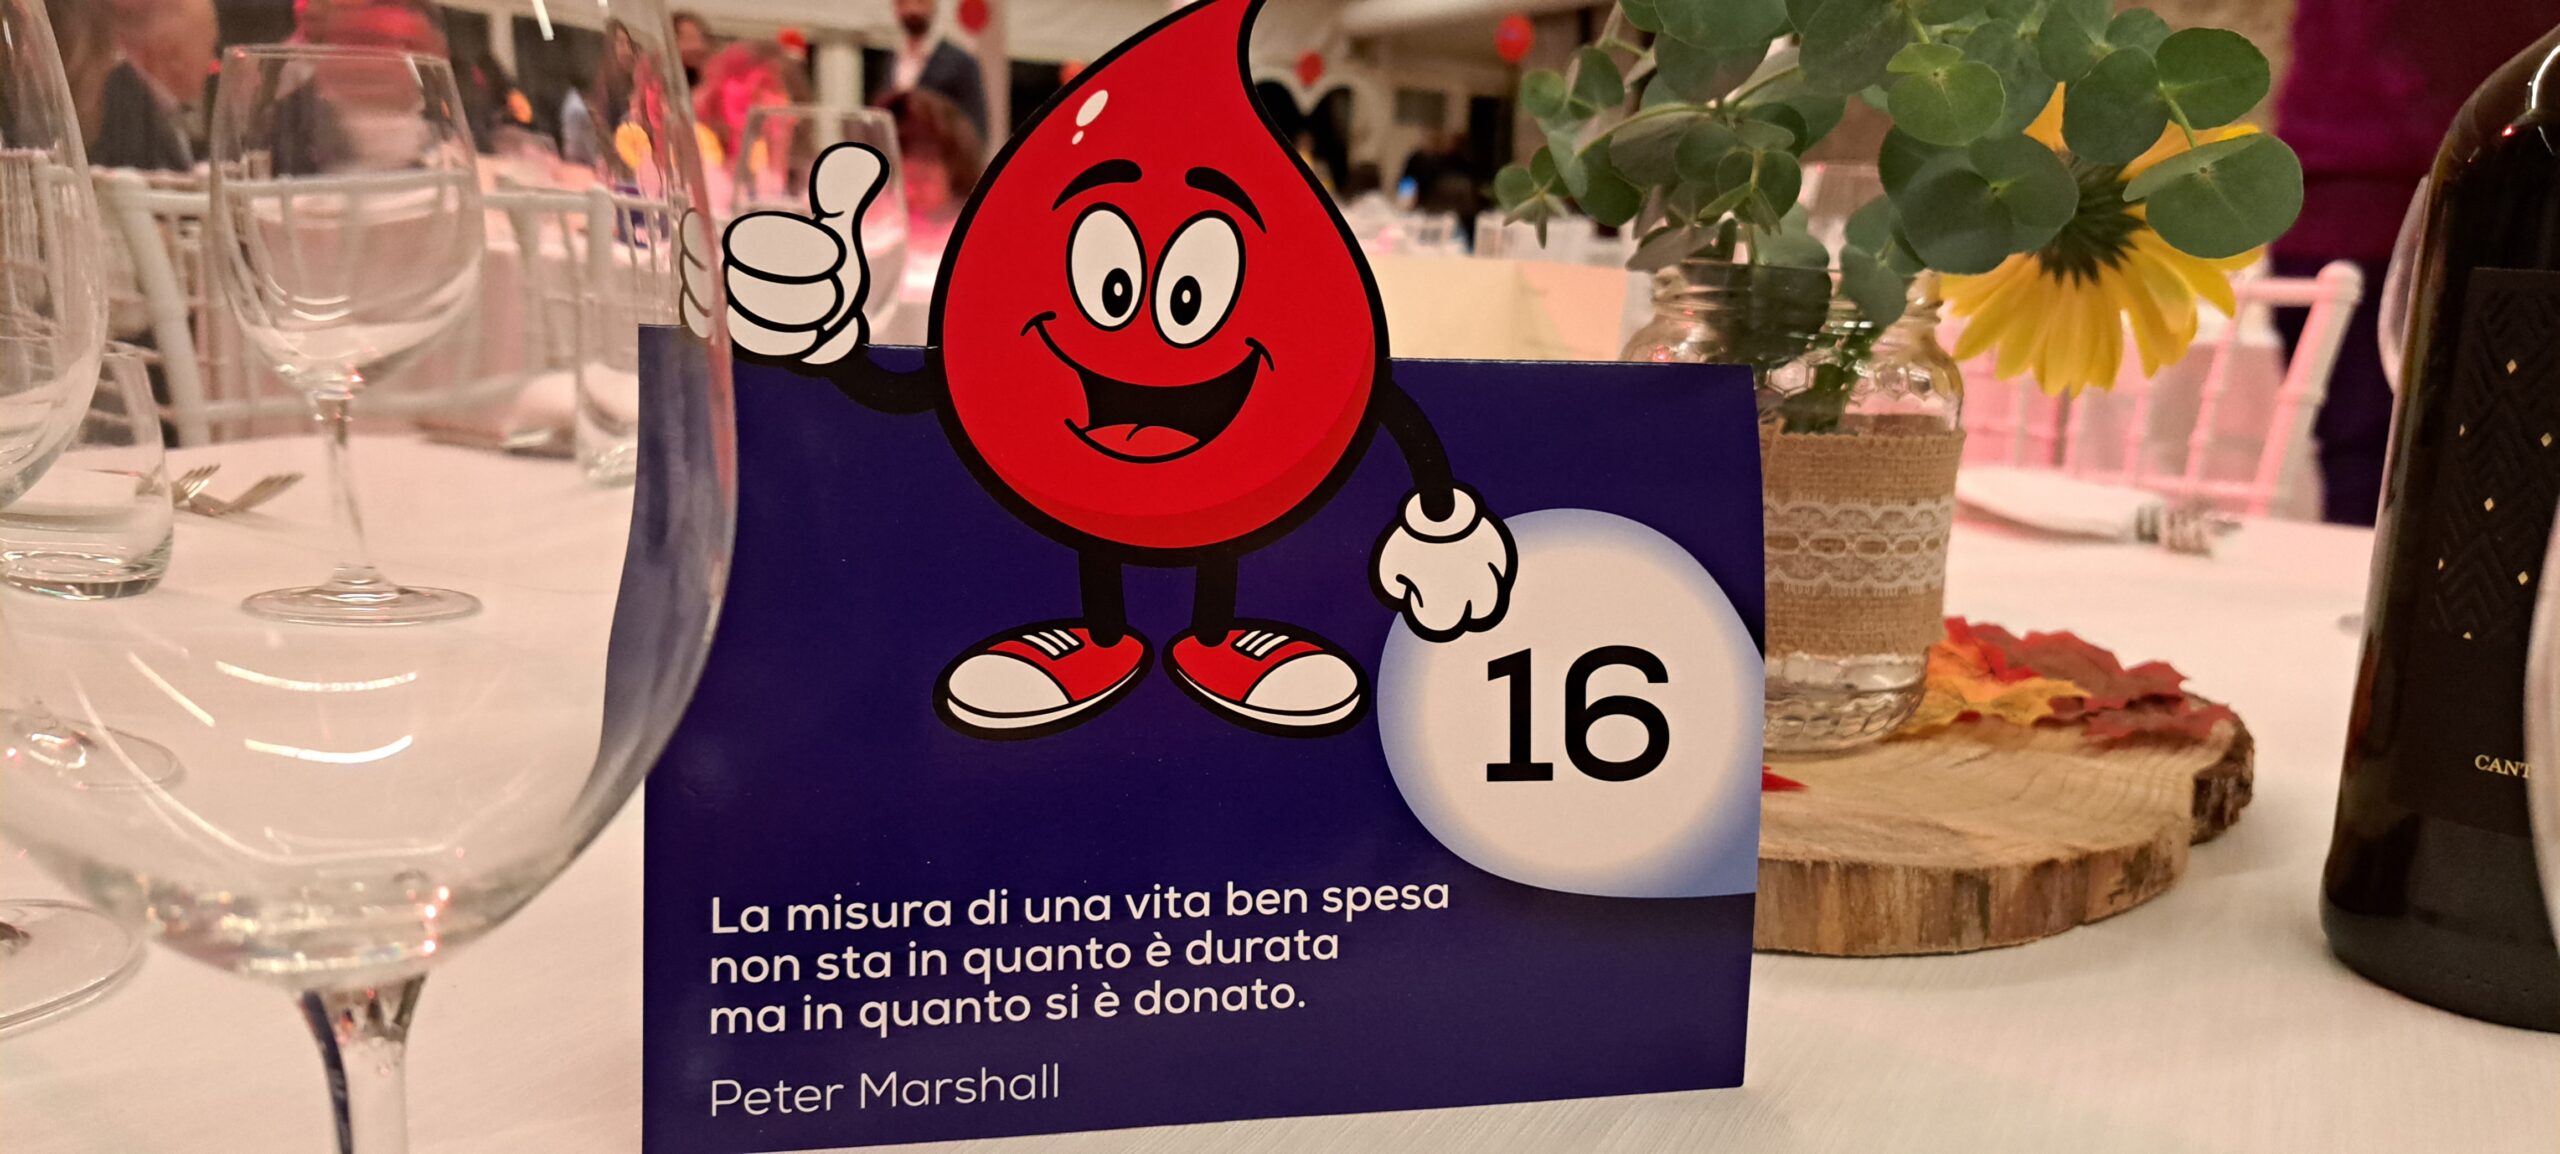 16
La misura di una vita ben spesa
non sta in quanto è durata
ma in quanto si è donato.
Peter Marshall